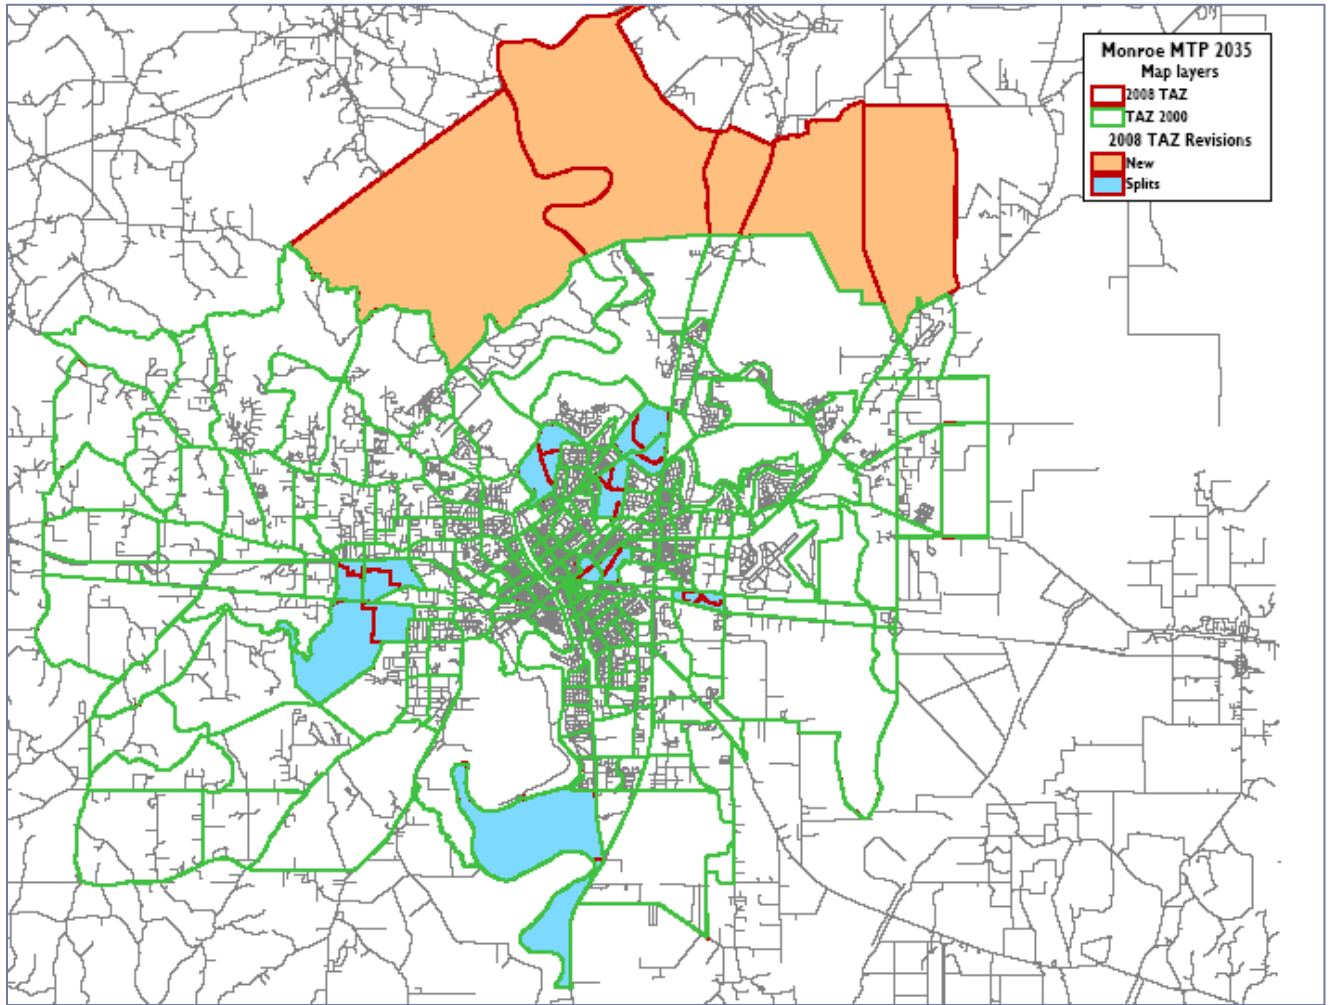 Monroe MTP 2035
Map layers
2008 TAZ
TAZ 2000
2008 TAZ Revisions
New
Splits